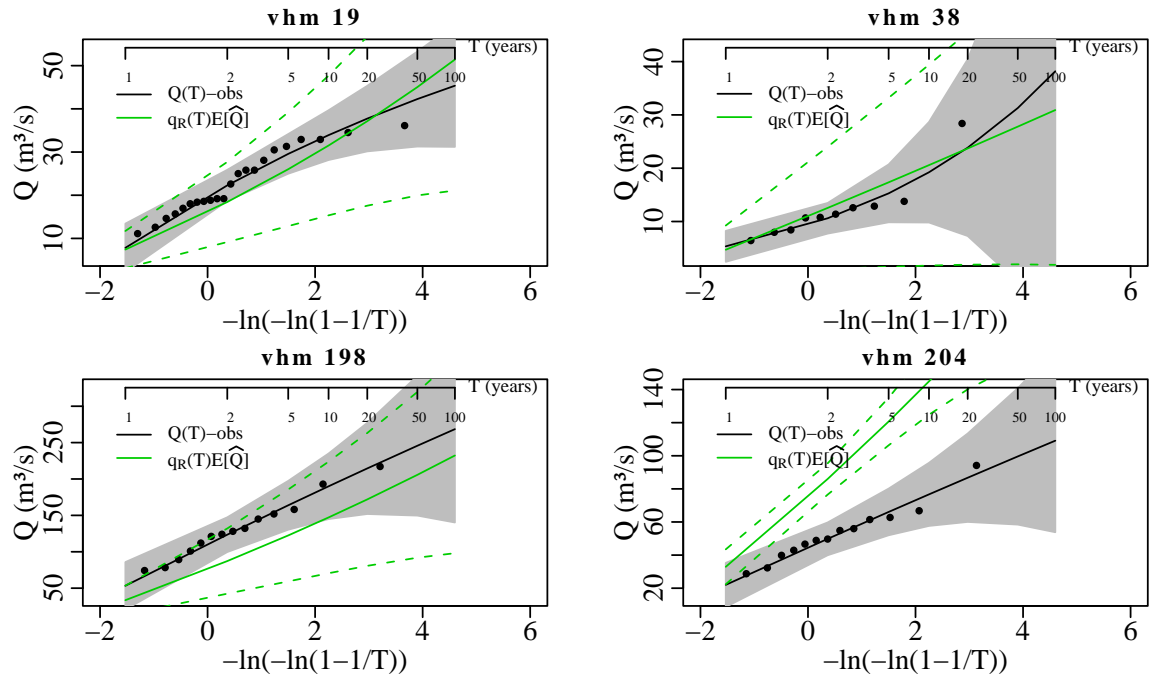 vhm 19
T (years)
1 2 5 10 20 50 100
Q(T)−obs
q_R(T)E[Q̂]
Q (m³/s)
10 30 50
−2 0 2 4 6
−ln(−ln(1−1/T))
vhm 38
T (years)
1 2 5 10 20 50 100
Q(T)−obs
q_R(T)E[Q̂]
Q (m³/s)
10 20 30 40
−2 0 2 4 6
−ln(−ln(1−1/T))
vhm 198
T (years)
1 2 5 10 20 50 100
Q(T)−obs
q_R(T)E[Q̂]
Q (m³/s)
50 150 250
−2 0 2 4 6
−ln(−ln(1−1/T))
vhm 204
T (years)
1 2 5 10 20 50 100
Q(T)−obs
q_R(T)E[Q̂]
Q (m³/s)
20 60 100 140
−2 0 2 4 6
−ln(−ln(1−1/T))